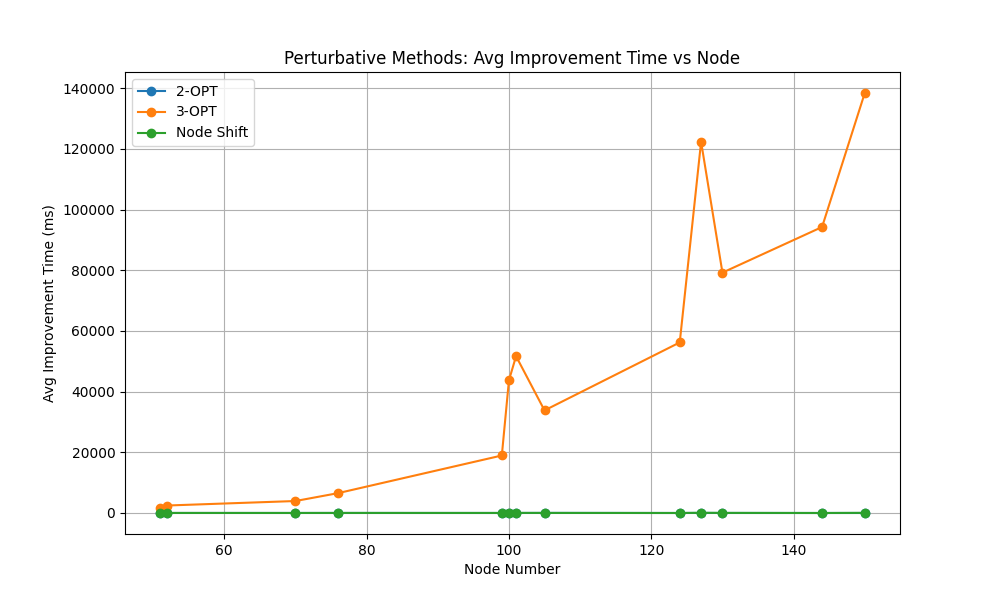 Perturbative Methods: Avg Improvement Time vs Node
2-OPT
3-OPT
Node Shift
140000
120000
100000
80000
60000
40000
20000
0
Avg Improvement Time (ms)
60 80 100 120 140
Node Number